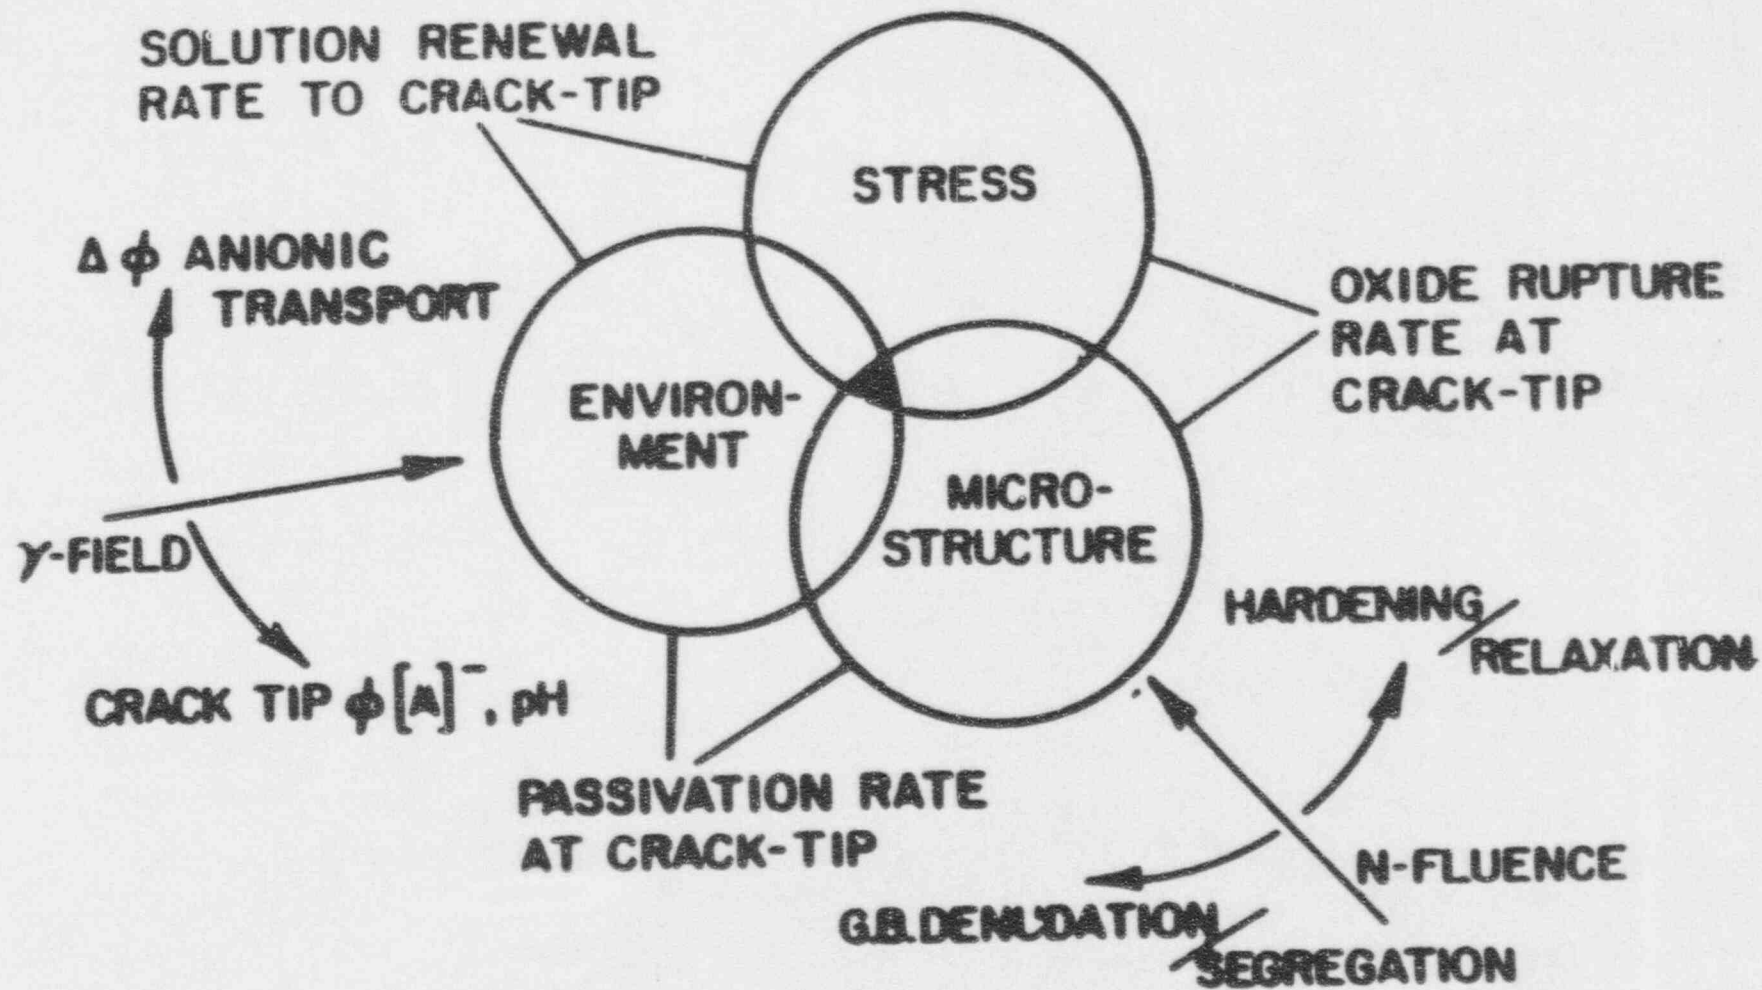 SOLUTION RENEWAL
RATE TO CRACK-TIP
STRESS
Δ ϕ ANIONIC
TRANSPORT
OXIDE RUPTURE
RATE AT
CRACK-TIP
ENVIRON-
MENT
MICRO-
STRUCTURE
γ-FIELD
HARDENING/
RELAXATION
CRACK TIP ϕ[A]⁻, pH
PASSIVATION RATE
AT CRACK-TIP
N-FLUENCE
G.B.DENUDATION/
SEGREGATION